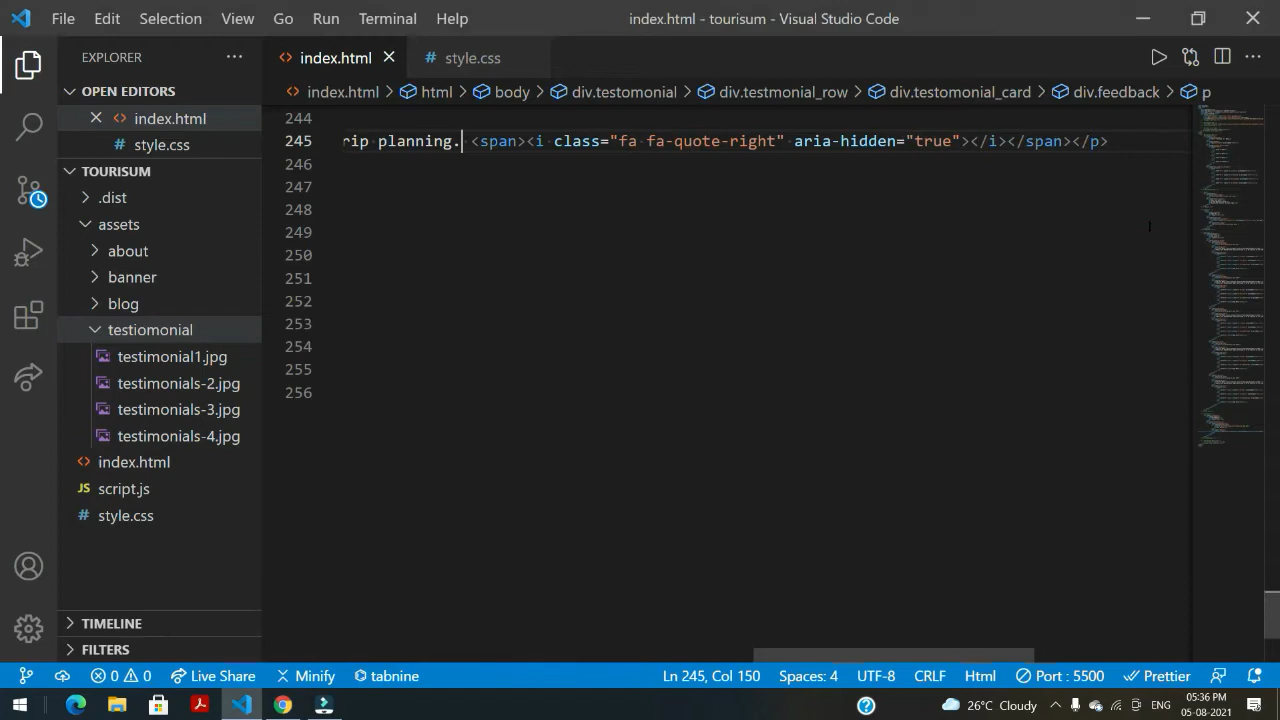 File Edit Selection View Go Run Terminal Help index.html - tourisum - Visual Studio Code
EXPLORER
OPEN EDITORS
index.html
style.css
TOURISUM
.dit
assets
about
banner
blog
testiomonial
testimonial1.jpg
testimonials-2.jpg
testimonials-3.jpg
testimonials-4.jpg
index.html
script.js
style.css
TIMELINE
FILTERS
index.html style.css
index.html > html > body > div.testomonial > div.testmonial_row > div.testomonial_card > div.feedback > p
244
245 rip planning. <span><i class="fa fa-quote-right" aria-hidden="true"></i></span></p>
246
247
248
249
250
251
252
253
254
255
256
0 0 Live Share Minify tabnine Ln 245, Col 150 Spaces: 4 UTF-8 CRLF Html Port : 5500 Prettier
26°C Cloudy ENG 05:36 PM
05-08-2021